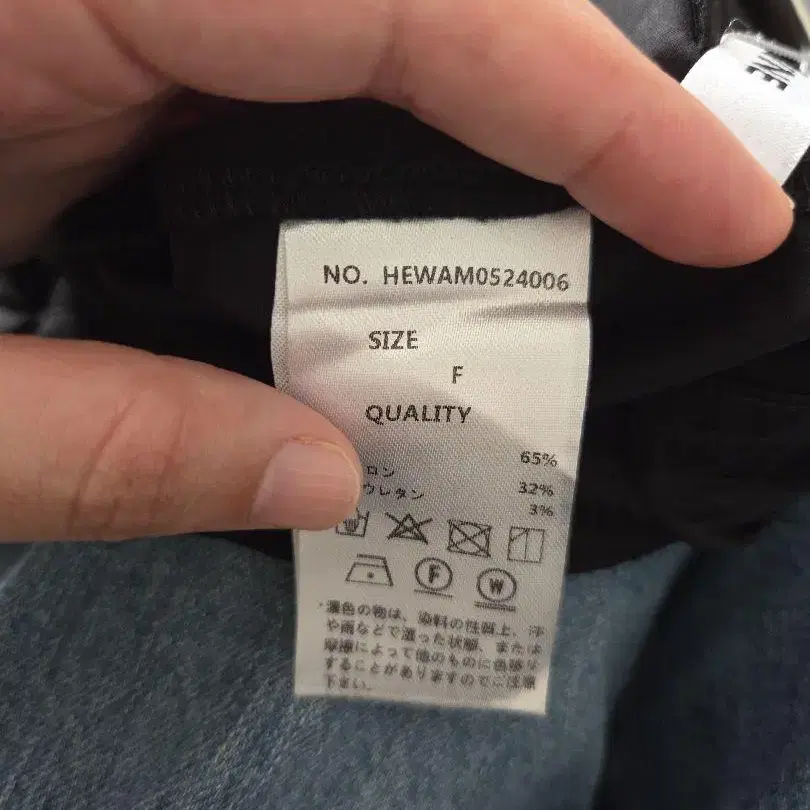 NO. HEWAM0524006
SIZE
F
QUALITY
65%
ロン 32%
ウレタン 3%
F W
・濃色の物は、染料の性質上、汗
や雨などで湿った状態、または
摩擦によって他のものに色移り
することがありますのでご注意
下さい。